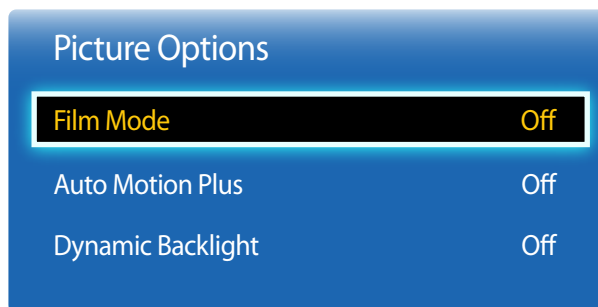 Picture Options
Film Mode Off
Auto Motion Plus Off
Dynamic Backlight Off